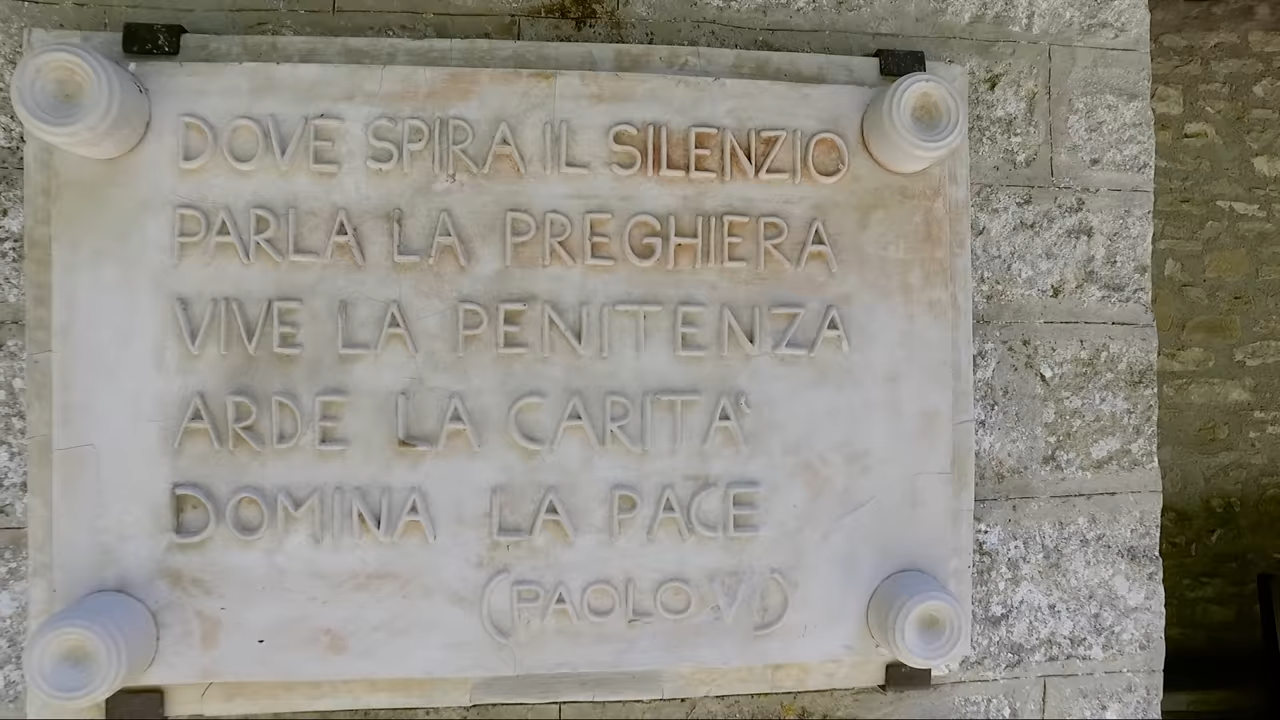 DOVE SPIRA IL SILENZIO
PARLA LA PREGHIERA
VIVE LA PENITENZA
ARDE LA CARITA'
DOMINA LA PACE
(PAOLO VI)